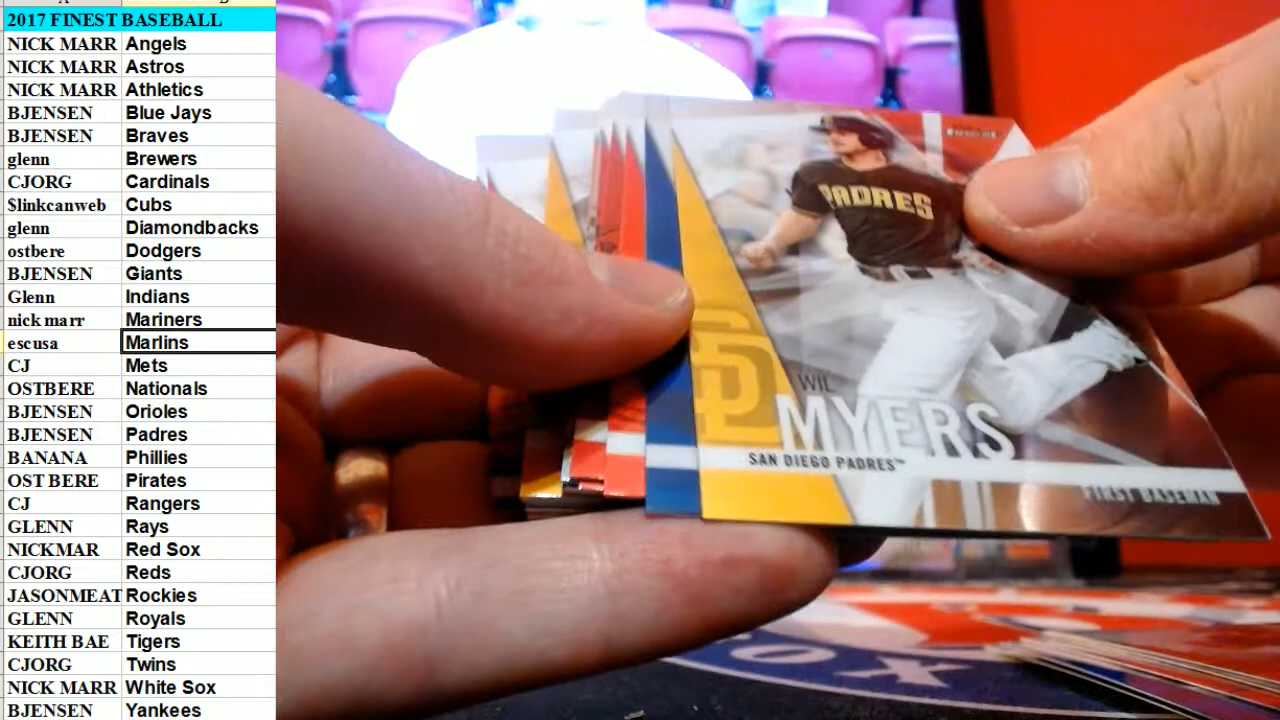 2017 FINEST BASEBALL
NICK MARR Angels
NICK MARR Astros
NICK MARR Athletics
BJENSEN Blue Jays
BJENSEN Braves
glenn Brewers
CJORG Cardinals
$linkcanweb Cubs
glenn Diamondbacks
ostbere Dodgers
BJENSEN Giants
Glenn Indians
nick marr Mariners
escusa Marlins
CJ Mets
OSTBERE Nationals
BJENSEN Orioles
BJENSEN Padres
BANANA Phillies
OST BERE Pirates
CJ Rangers
GLENN Rays
NICKMAR Red Sox
CJORG Reds
JASONMEAT Rockies
GLENN Royals
KEITH BAE Tigers
CJORG Twins
NICK MARR White Sox
BJENSEN Yankees
PADRES
SD
WIL
MYERS
SAN DIEGO PADRES™
FIRST BASEMAN
OX